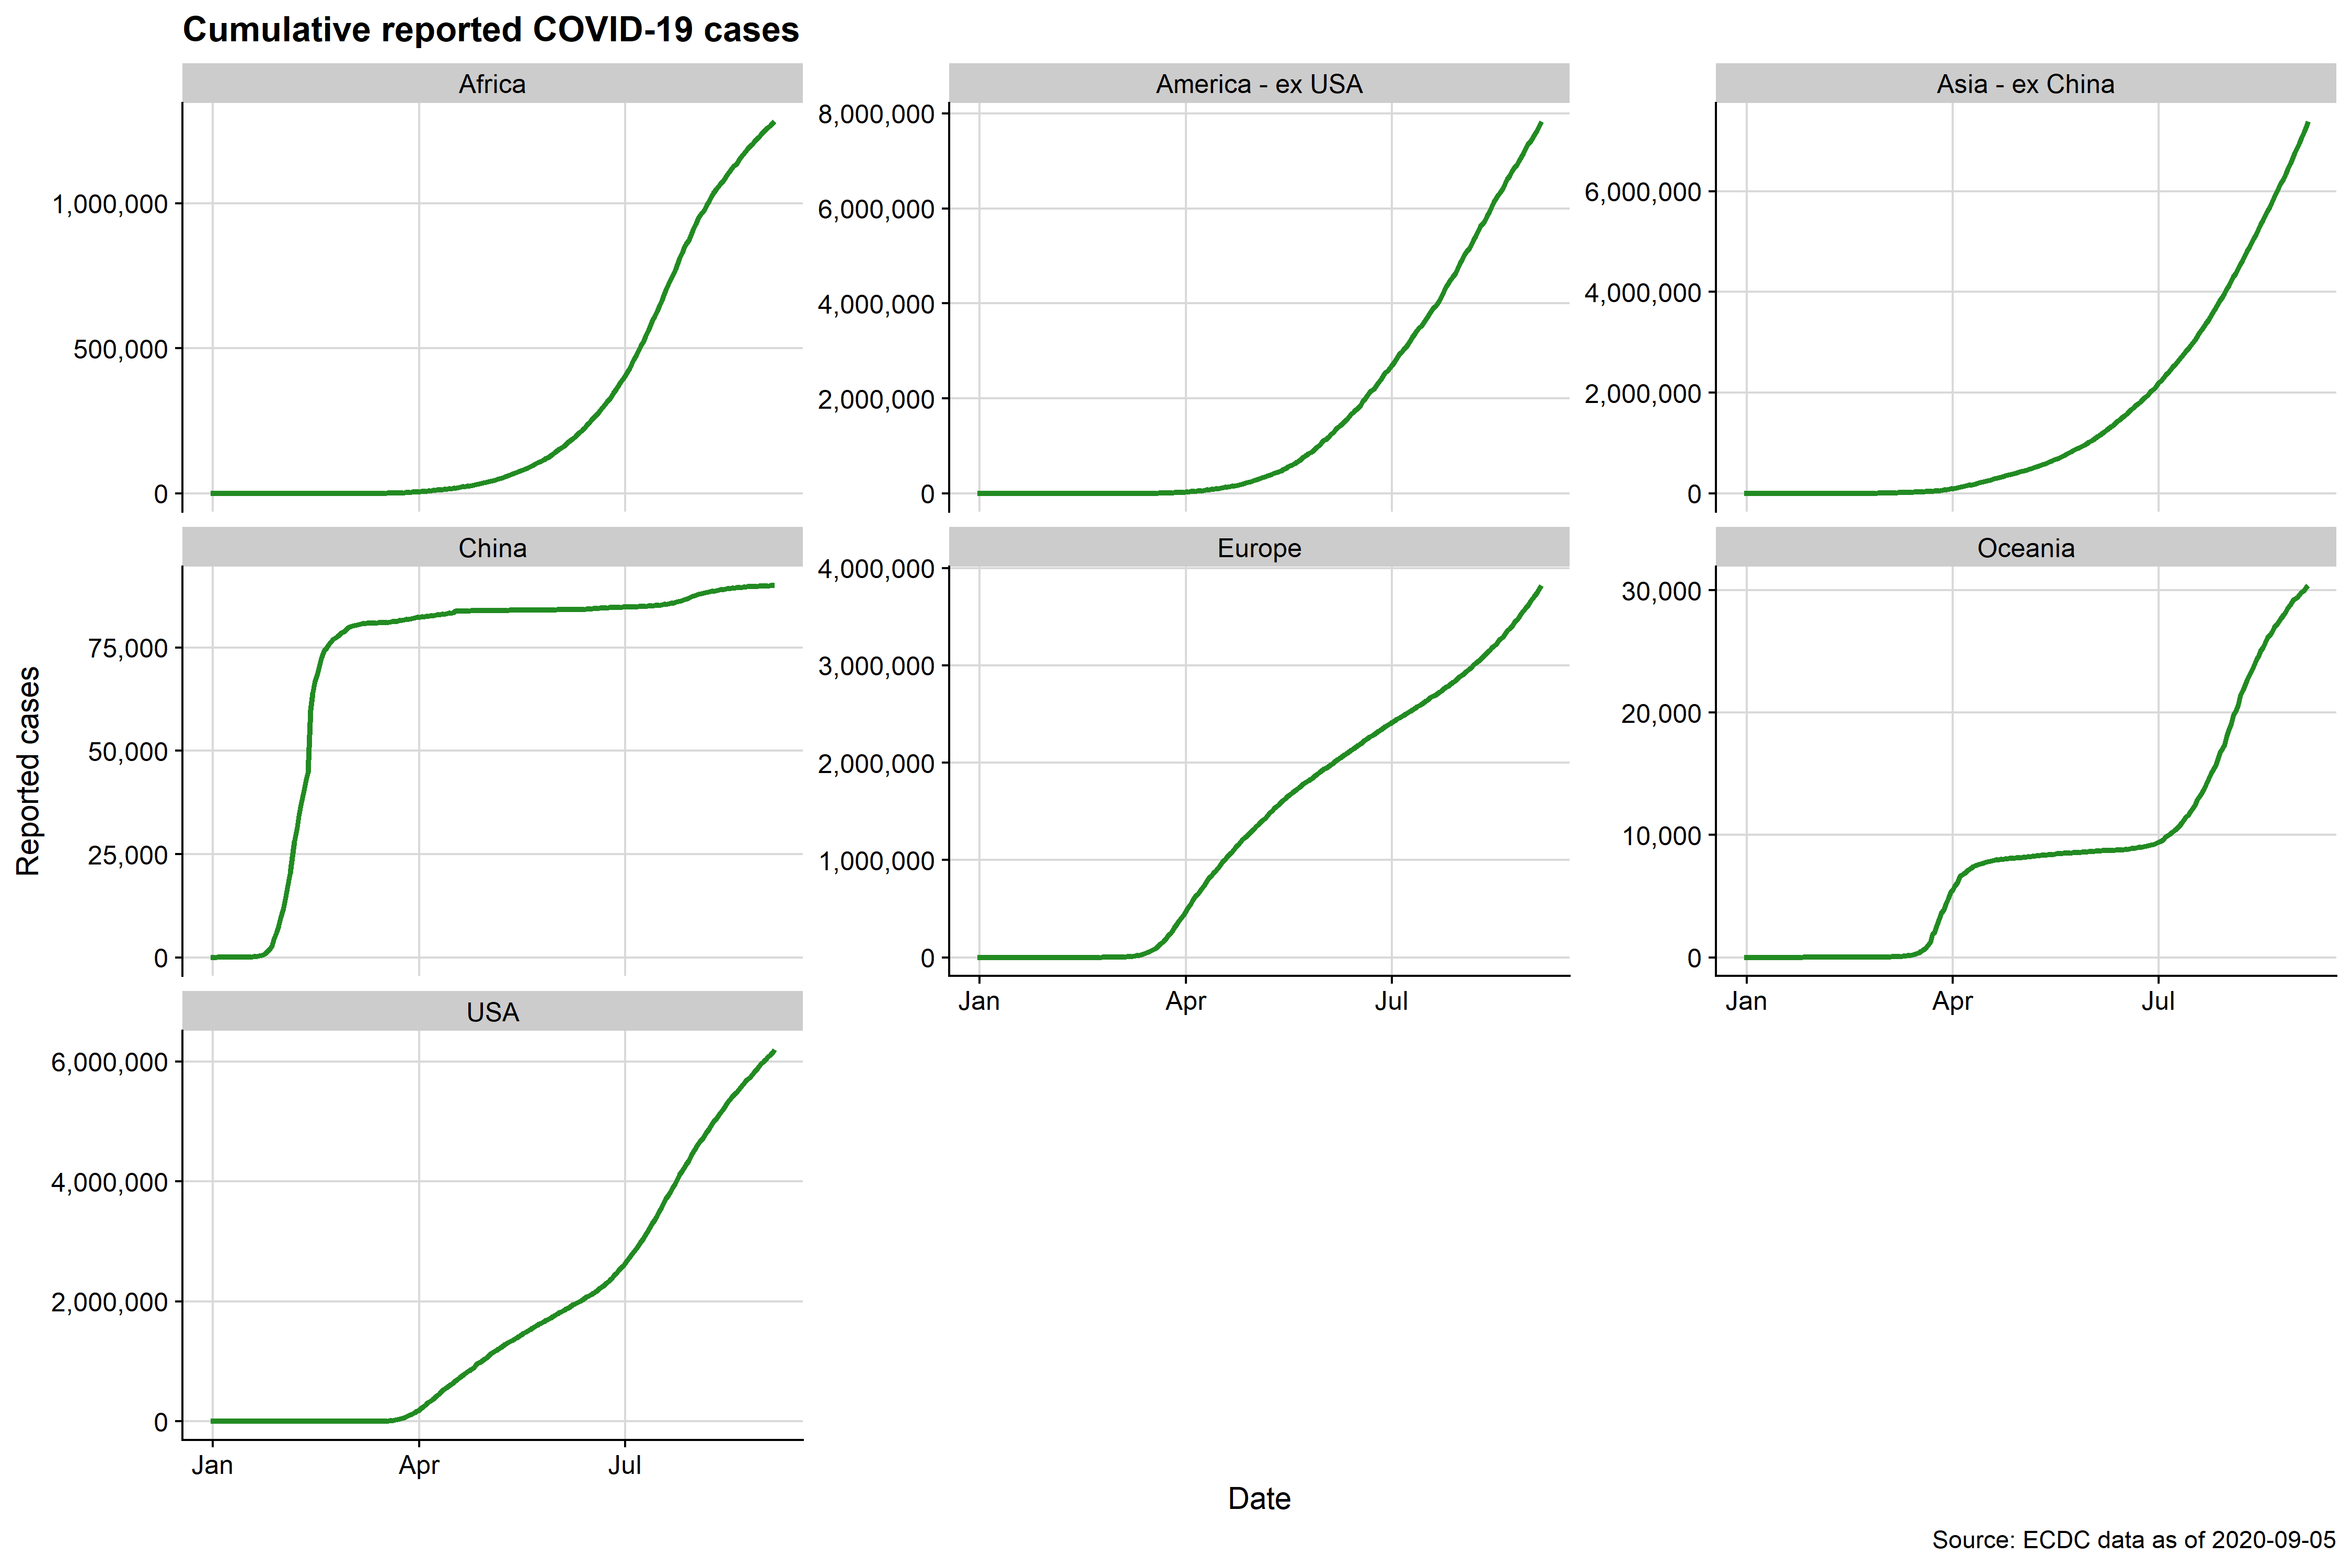 Cumulative reported COVID-19 cases
Africa
America - ex USA
Asia - ex China
1,000,000
500,000
0
8,000,000
6,000,000
4,000,000
2,000,000
0
6,000,000
4,000,000
2,000,000
0
China
Europe
Oceania
75,000
50,000
25,000
0
4,000,000
3,000,000
2,000,000
1,000,000
0
30,000
20,000
10,000
0
Jan Apr Jul
Jan Apr Jul
Reported cases
USA
6,000,000
4,000,000
2,000,000
0
Jan Apr Jul
Date
Source: ECDC data as of 2020-09-05